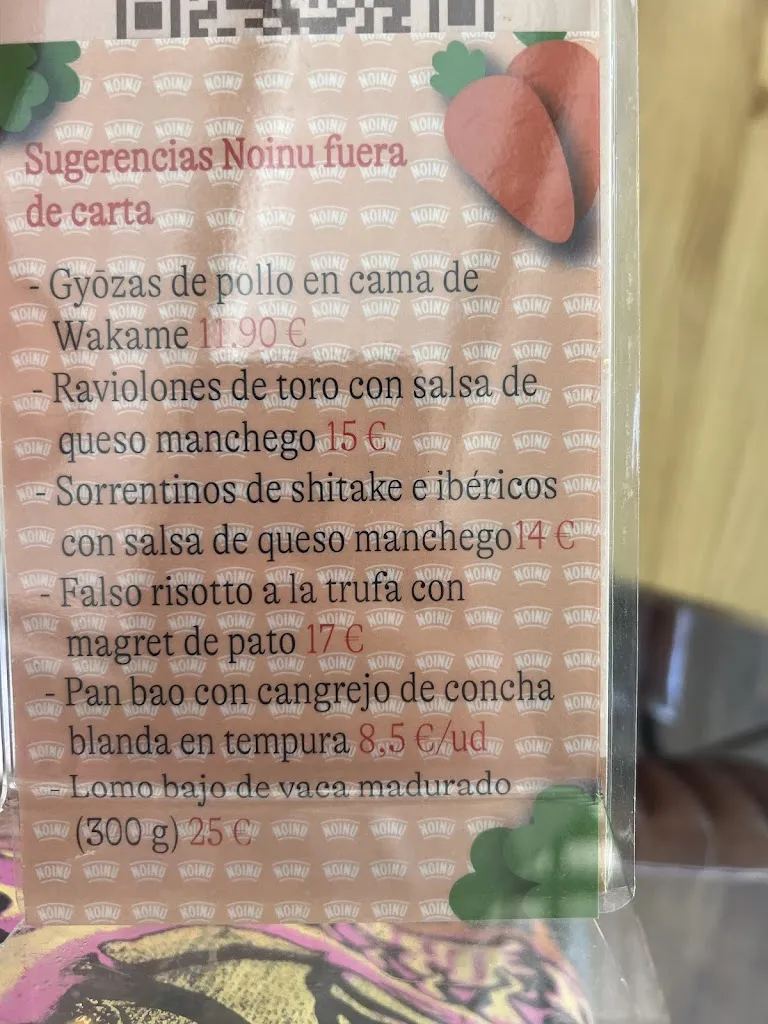 Sugerencias Noinu fuera
de carta
- Gyōzas de pollo en cama de
Wakame 11.90 €
- Raviolones de toro con salsa de
queso manchego 15 €
- Sorrentinos de shitake e ibéricos
con salsa de queso manchego 14 €
- Falso risotto a la trufa con
magret de pato 17 €
- Pan bao con cangrejo de concha
blanda en tempura 8,5 €/ud
- Lomo bajo de vaca madurado
(300 g) 25 €
NOINU